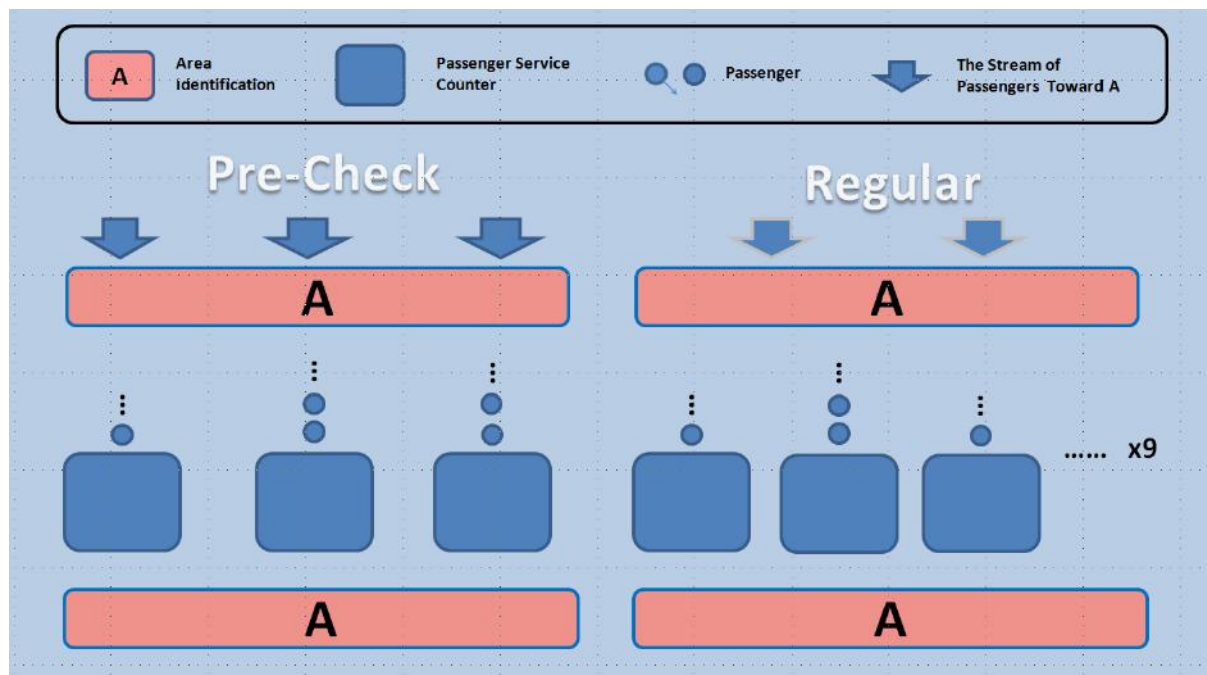 A
Area
Identification
Passenger Service
Counter
Passenger
The Stream of
Passengers Toward A
Pre-Check
Regular
A
A
...... x9
A
A